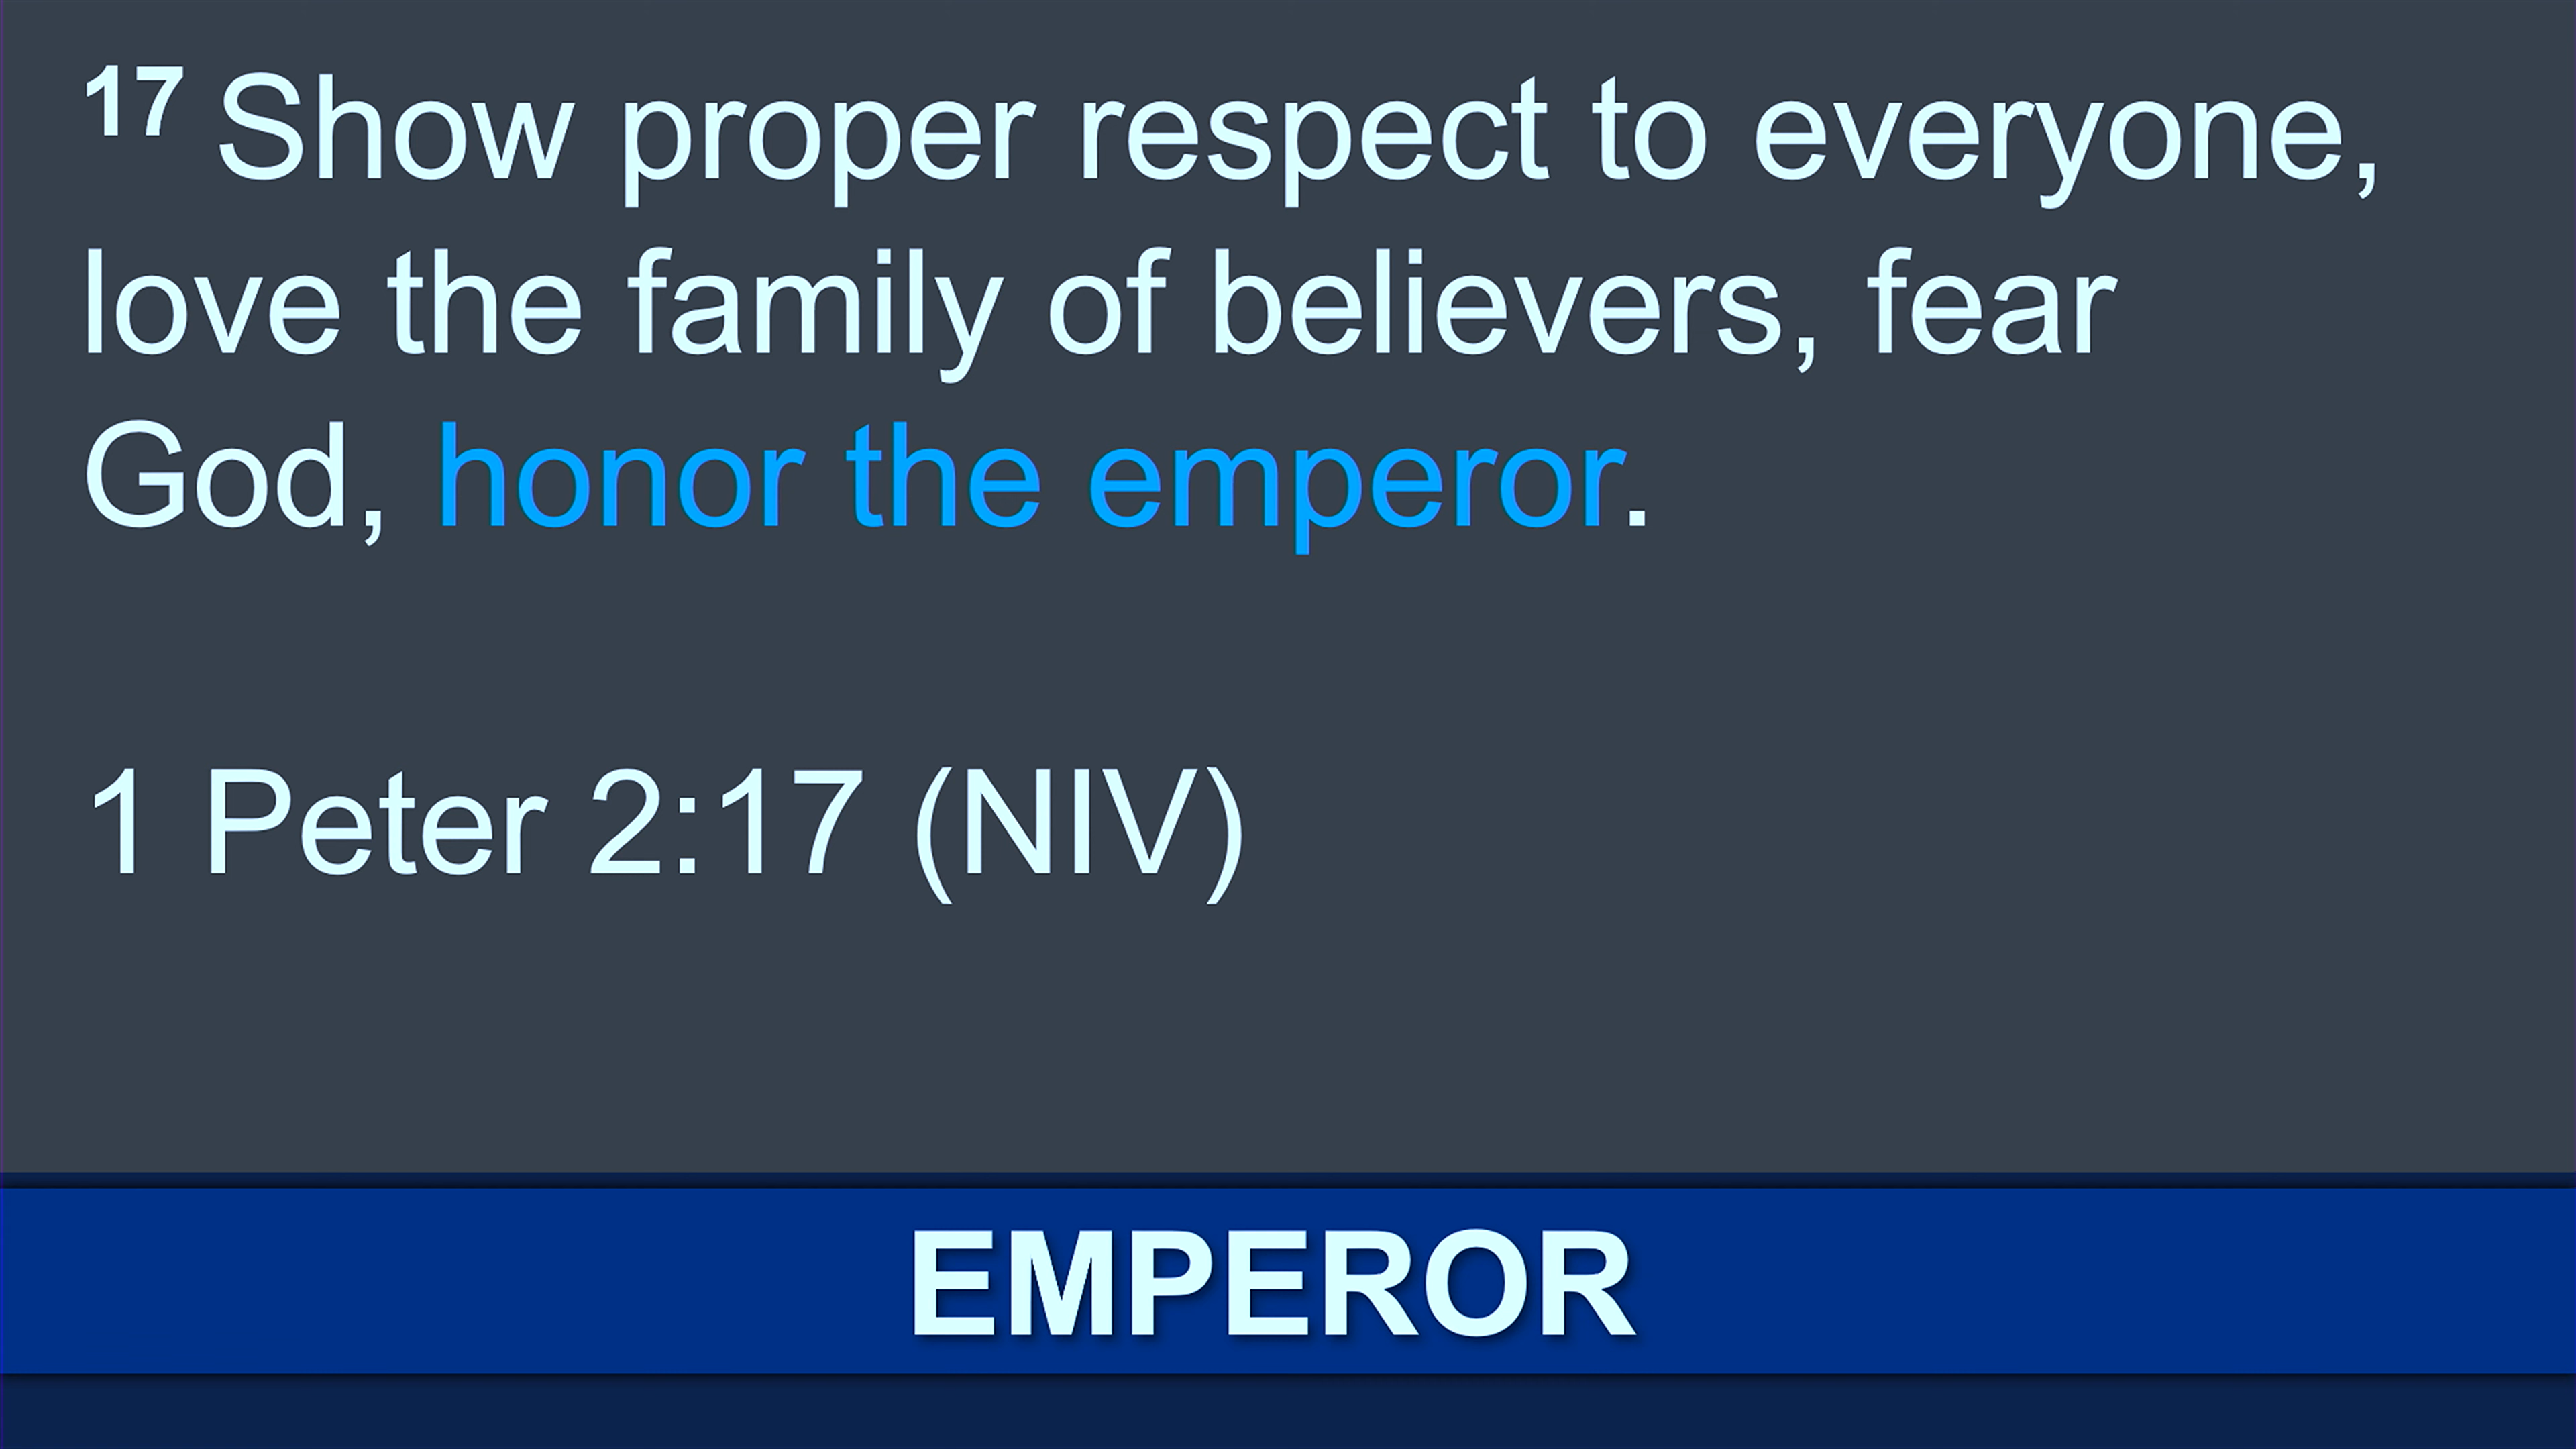 17 Show proper respect to everyone,
love the family of believers, fear
God, honor the emperor.
1 Peter 2:17 (NIV)
EMPEROR